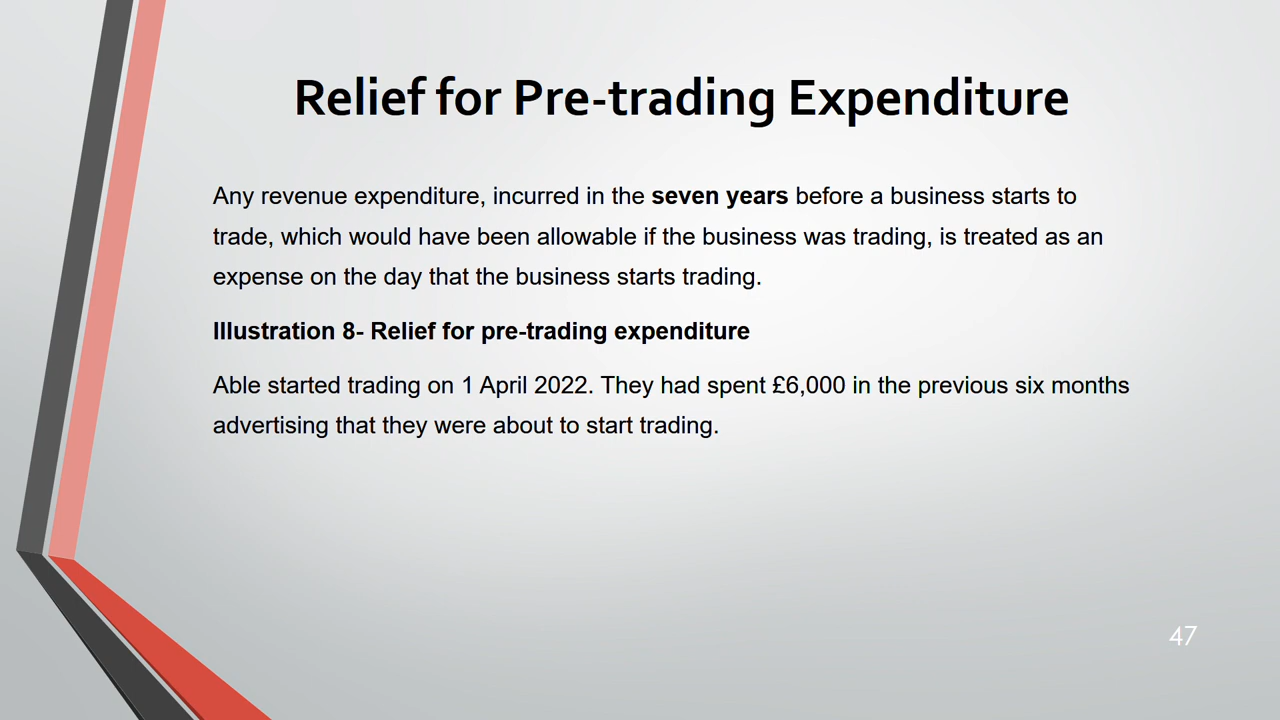 Relief for Pre-trading Expenditure
Any revenue expenditure, incurred in the seven years before a business starts to
trade, which would have been allowable if the business was trading, is treated as an
expense on the day that the business starts trading.
Illustration 8- Relief for pre-trading expenditure
Able started trading on 1 April 2022. They had spent £6,000 in the previous six months
advertising that they were about to start trading.
47